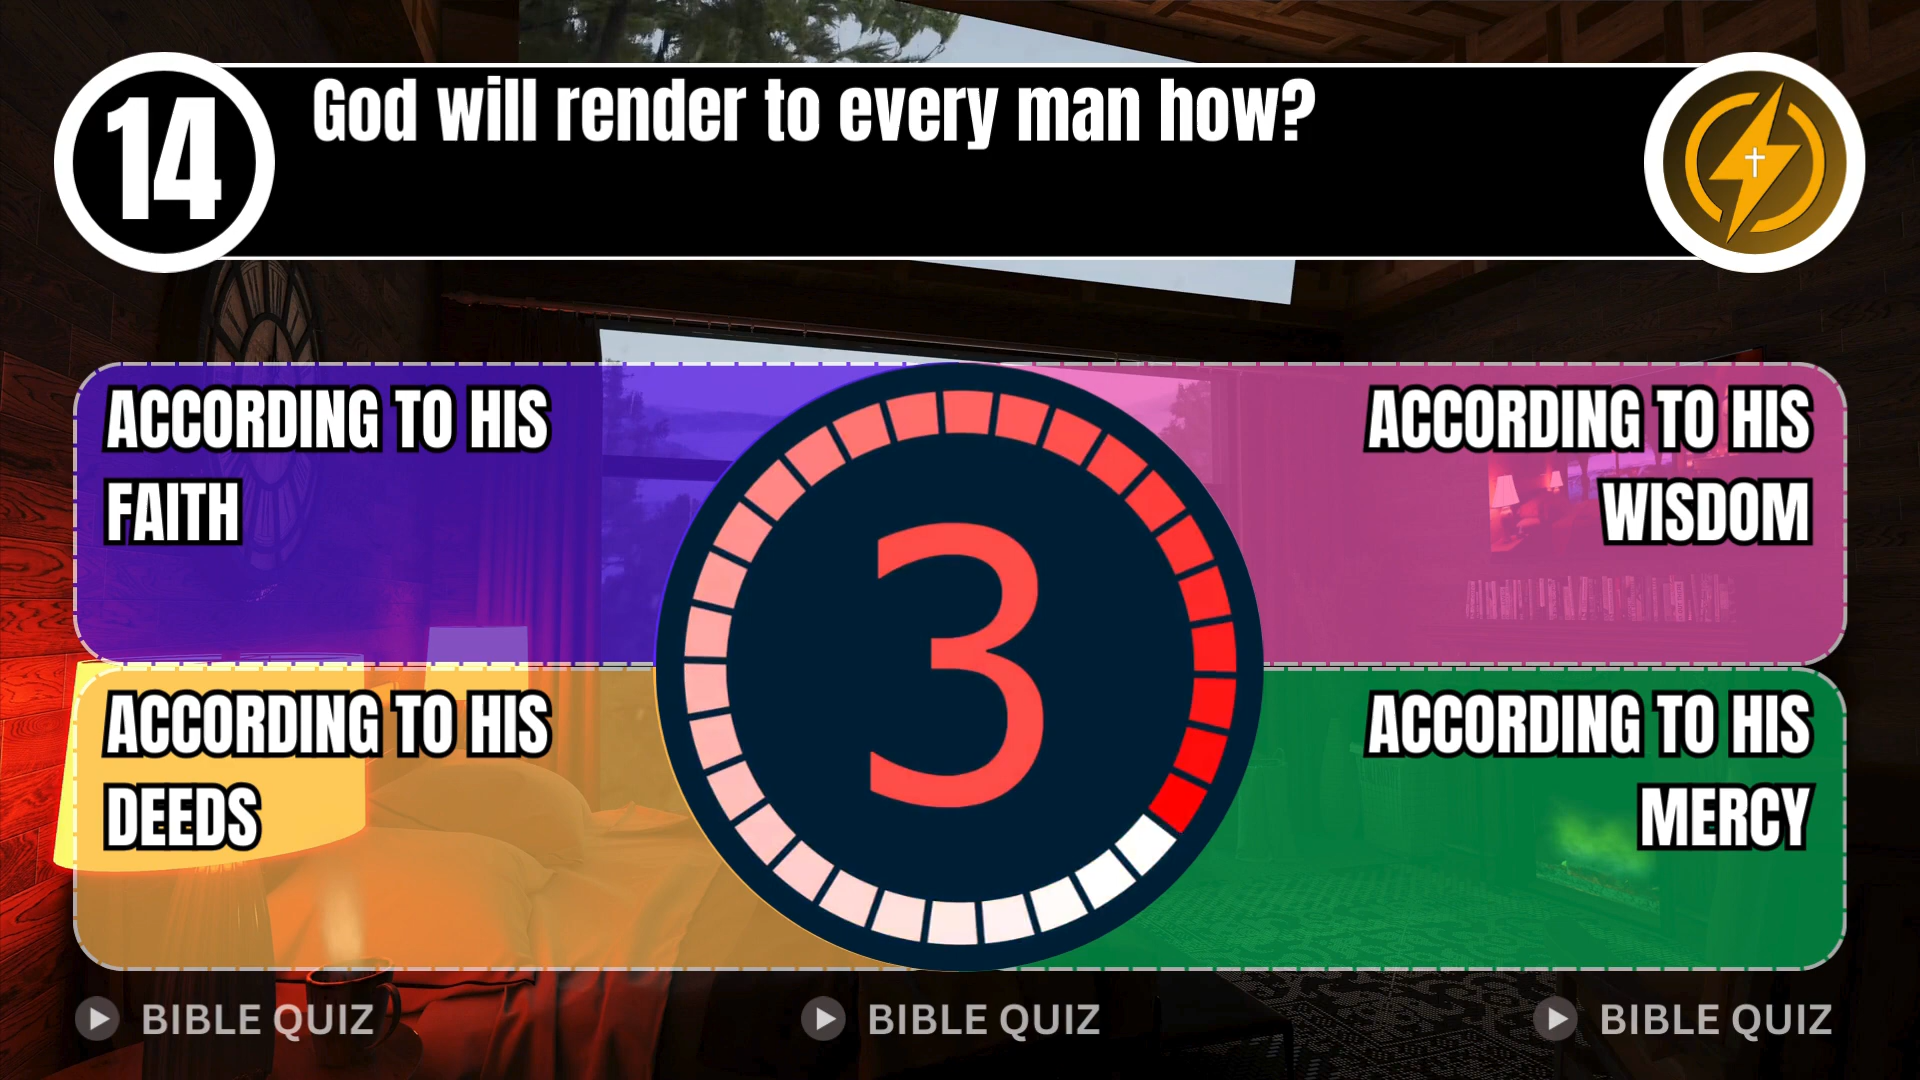 14
God will render to every man how?
ACCORDING TO HIS
FAITH
ACCORDING TO HIS
WISDOM
3
ACCORDING TO HIS
DEEDS
ACCORDING TO HIS
MERCY
BIBLE QUIZ
BIBLE QUIZ
BIBLE QUIZ